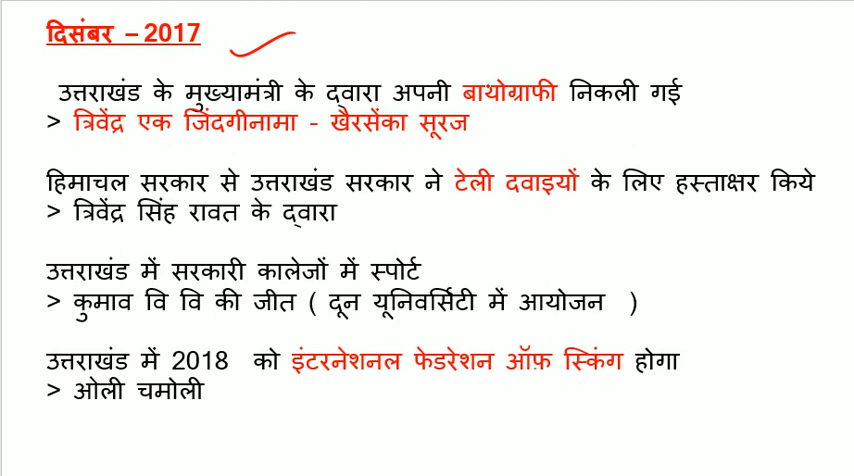 दिसंबर – 2017
उत्तराखंड के मुख्यामंत्री के द्वारा अपनी बाथोग्राफी निकली गई
> त्रिवेंद्र एक जिंदगीनामा - खैरसेंका सूरज
हिमाचल सरकार से उत्तराखंड सरकार ने टेली दवाइयों के लिए हस्ताक्षर किये
> त्रिवेंद्र सिंह रावत के द्वारा
उत्तराखंड में सरकारी कालेजों में स्पोर्ट
> कुमाव वि वि की जीत ( दून यूनिवर्सिटी में आयोजन )
उत्तराखंड में 2018 को इंटरनेशनल फेडरेशन ऑफ़ स्किंग होगा
> ओली चमोली